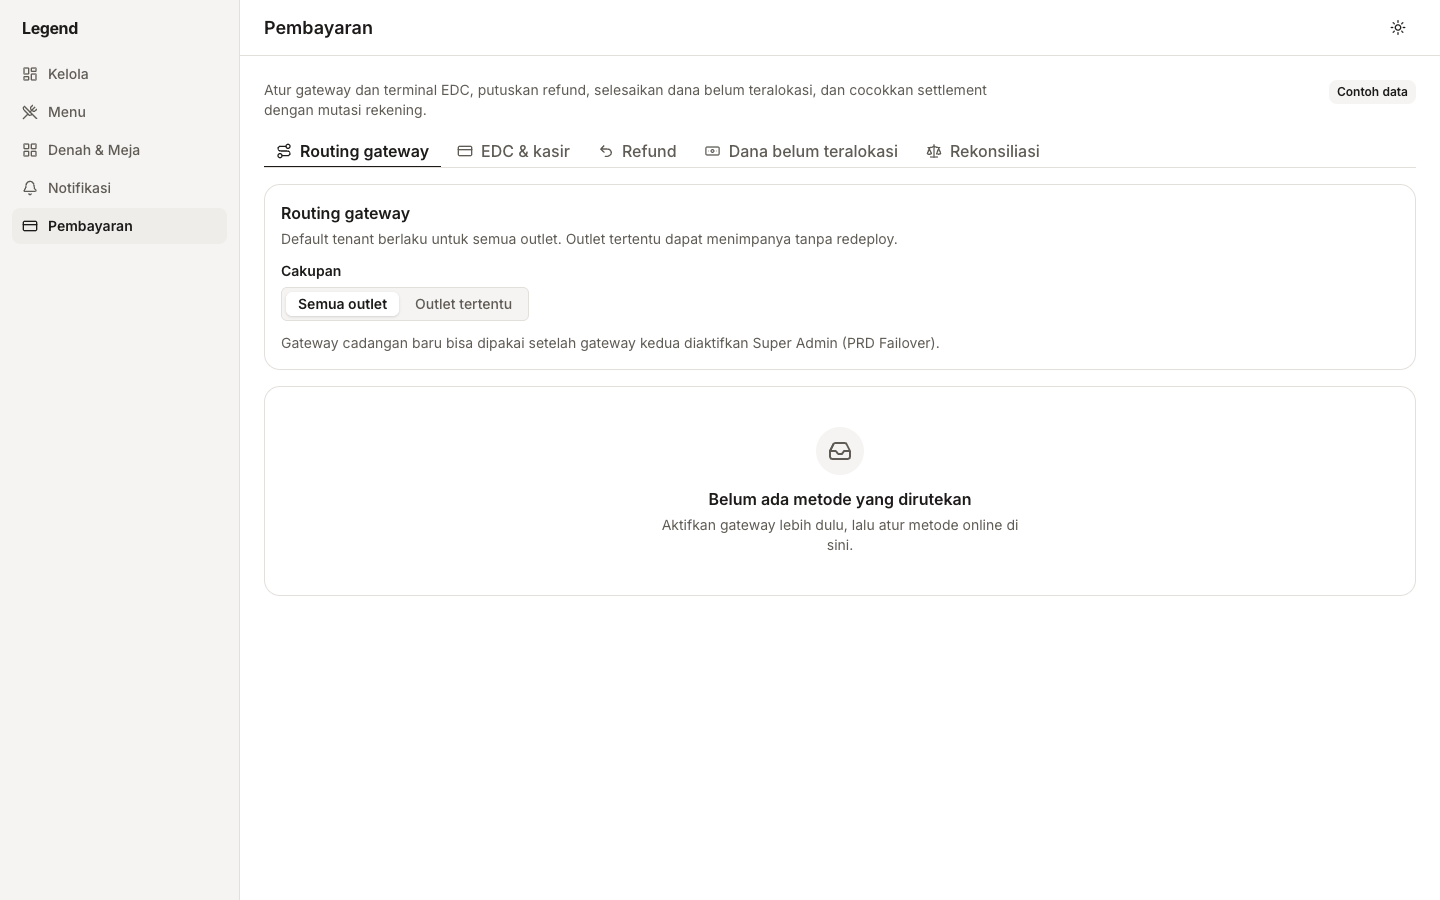 Legend
Kelola
Menu
Denah & Meja
Notifikasi
Pembayaran
Pembayaran
Atur gateway dan terminal EDC, putuskan refund, selesaikan dana belum teralokasi, dan cocokkan settlement
dengan mutasi rekening.
Contoh data
Routing gateway
EDC & kasir
Refund
Dana belum teralokasi
Rekonsiliasi
Routing gateway
Default tenant berlaku untuk semua outlet. Outlet tertentu dapat menimpanya tanpa redeploy.
Cakupan
Semua outlet
Outlet tertentu
Gateway cadangan baru bisa dipakai setelah gateway kedua diaktifkan Super Admin (PRD Failover).
Belum ada metode yang dirutekan
Aktifkan gateway lebih dulu, lalu atur metode online di
sini.